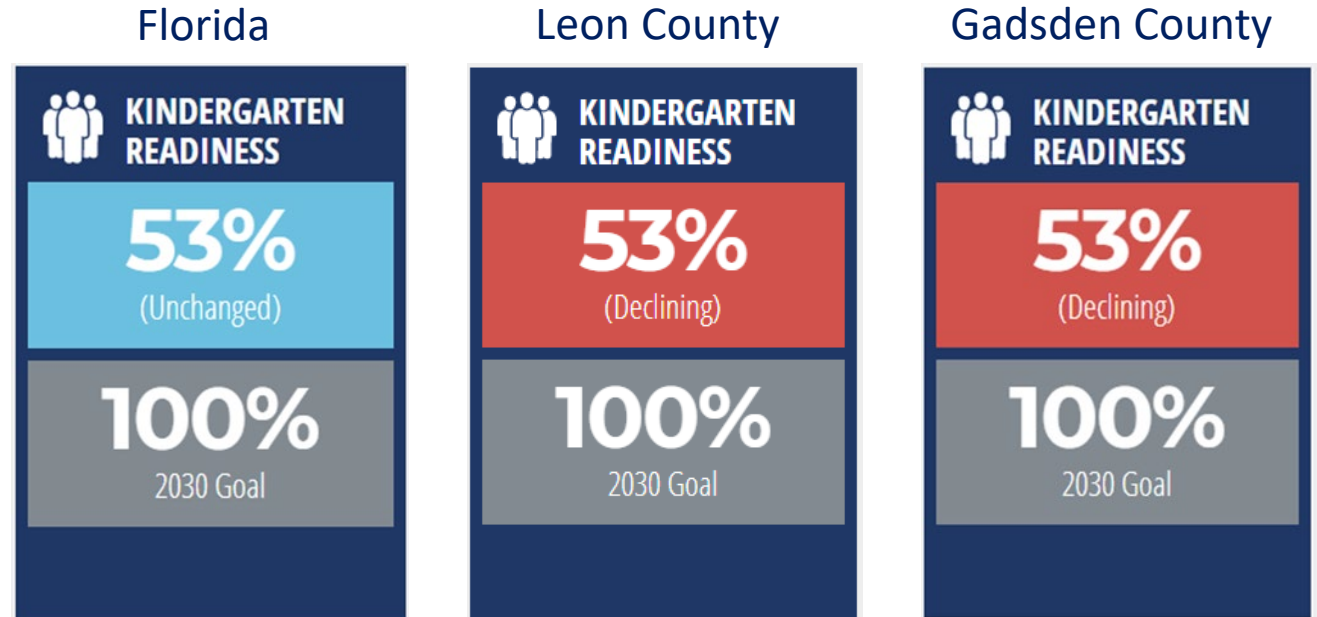 Florida
Leon County
Gadsden County
KINDERGARTEN
READINESS
53%
(Unchanged)
100%
2030 Goal
KINDERGARTEN
READINESS
53%
(Declining)
100%
2030 Goal
KINDERGARTEN
READINESS
53%
(Declining)
100%
2030 Goal